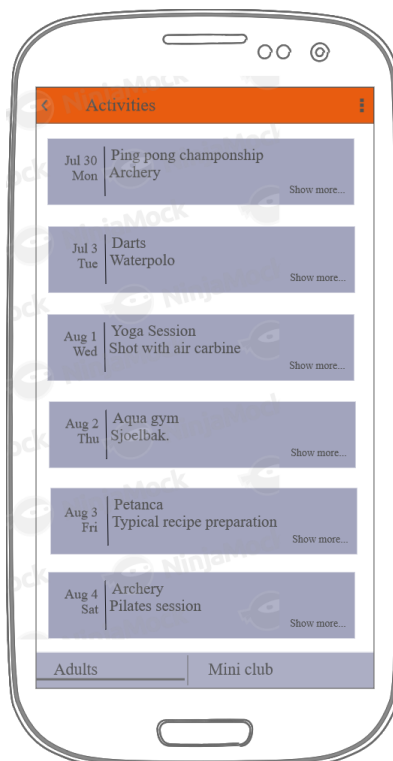 Activities
Jul 30
Mon
Ping pong champonship
Archery
Show more...
Jul 3
Tue
Darts
Waterpolo
Show more...
Aug 1
Wed
Yoga Session
Shot with air carbine
Show more...
Aug 2
Thu
Aqua gym
Sjoelbak.
Show more...
Aug 3
Fri
Petanca
Typical recipe preparation
Show more...
Aug 4
Sat
Archery
Pilates session
Show more...
Adults
Mini club
NinjaMock